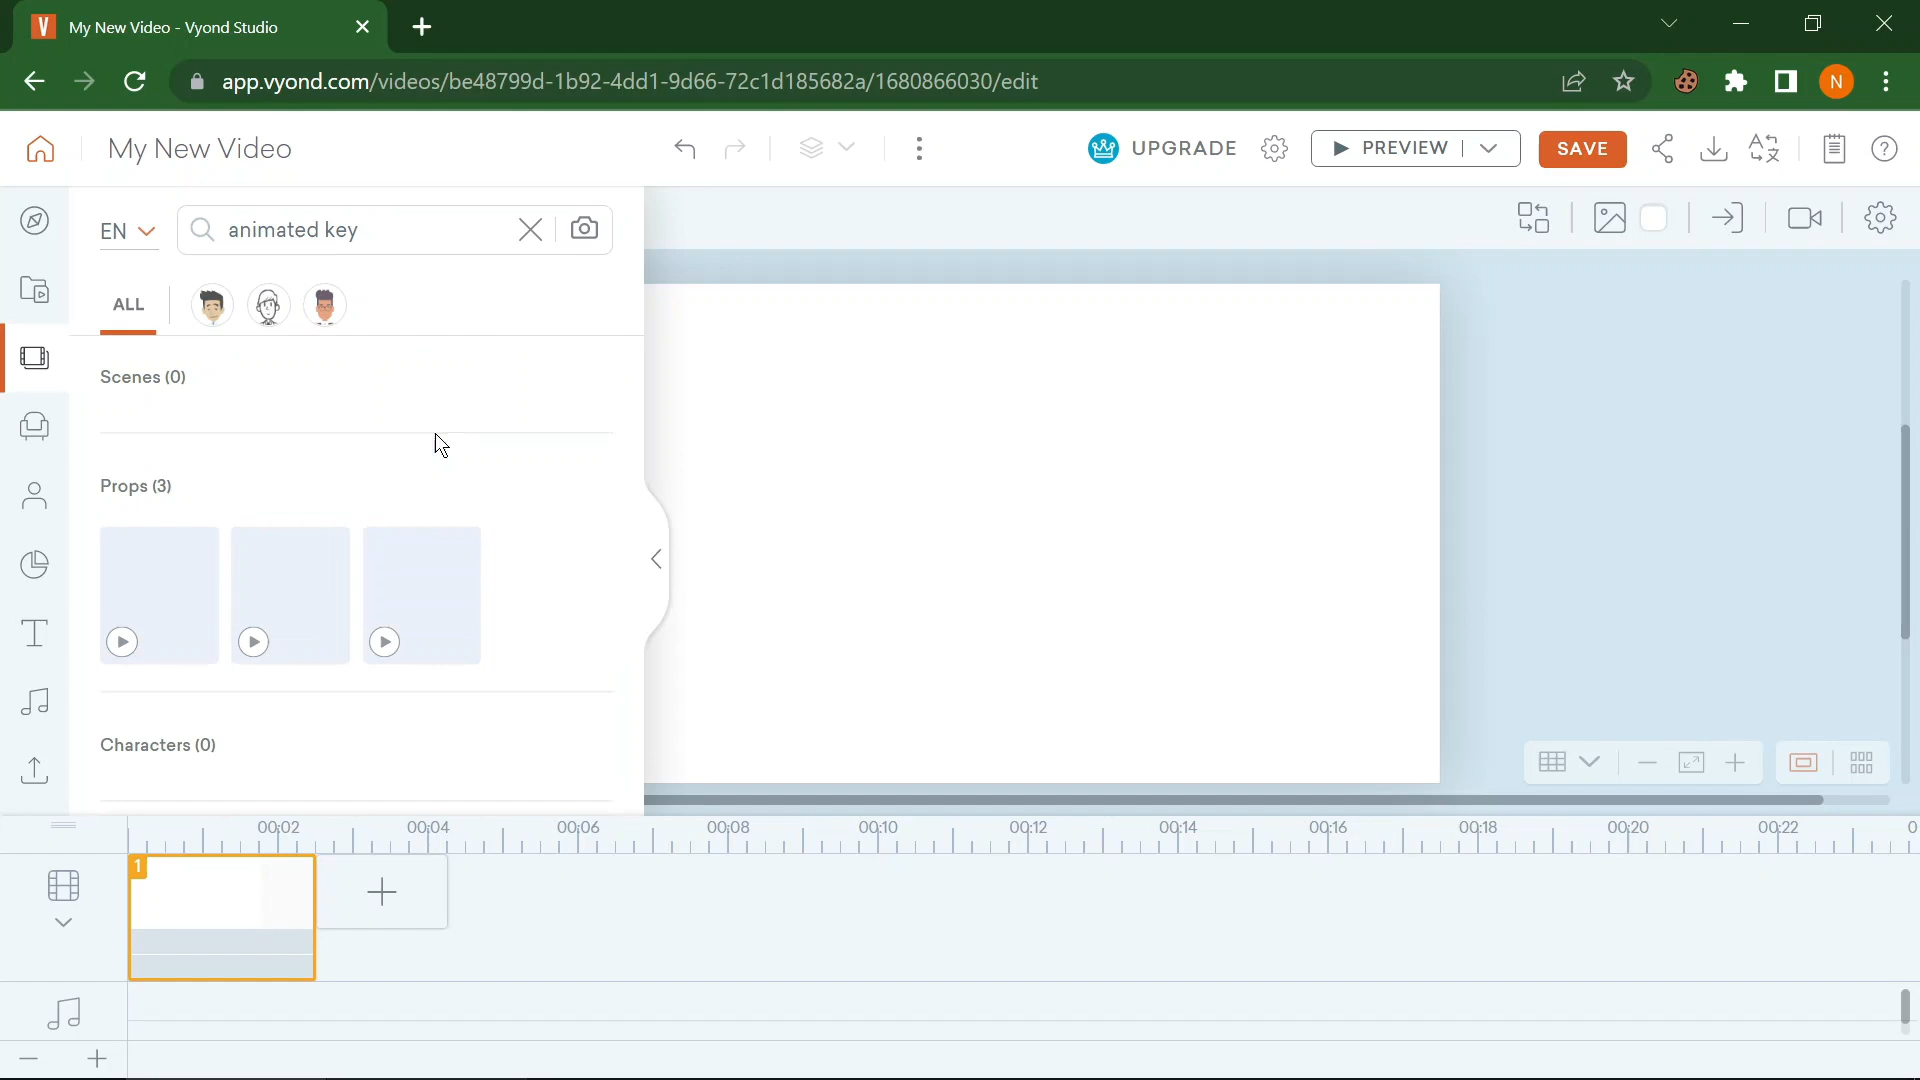 My New Video - Vyond Studio
app.vyond.com/videos/be48799d-1b92-4dd1-9d66-72c1d185682a/1680866030/edit
N
My New Video
UPGRADE
PREVIEW
SAVE
EN
animated key
ALL
Scenes (0)
Props (3)
Characters (0)
00:02 00:04 00:06 00:08 00:10 00:12 00:14 00:16 00:18 00:20 00:22 0
1